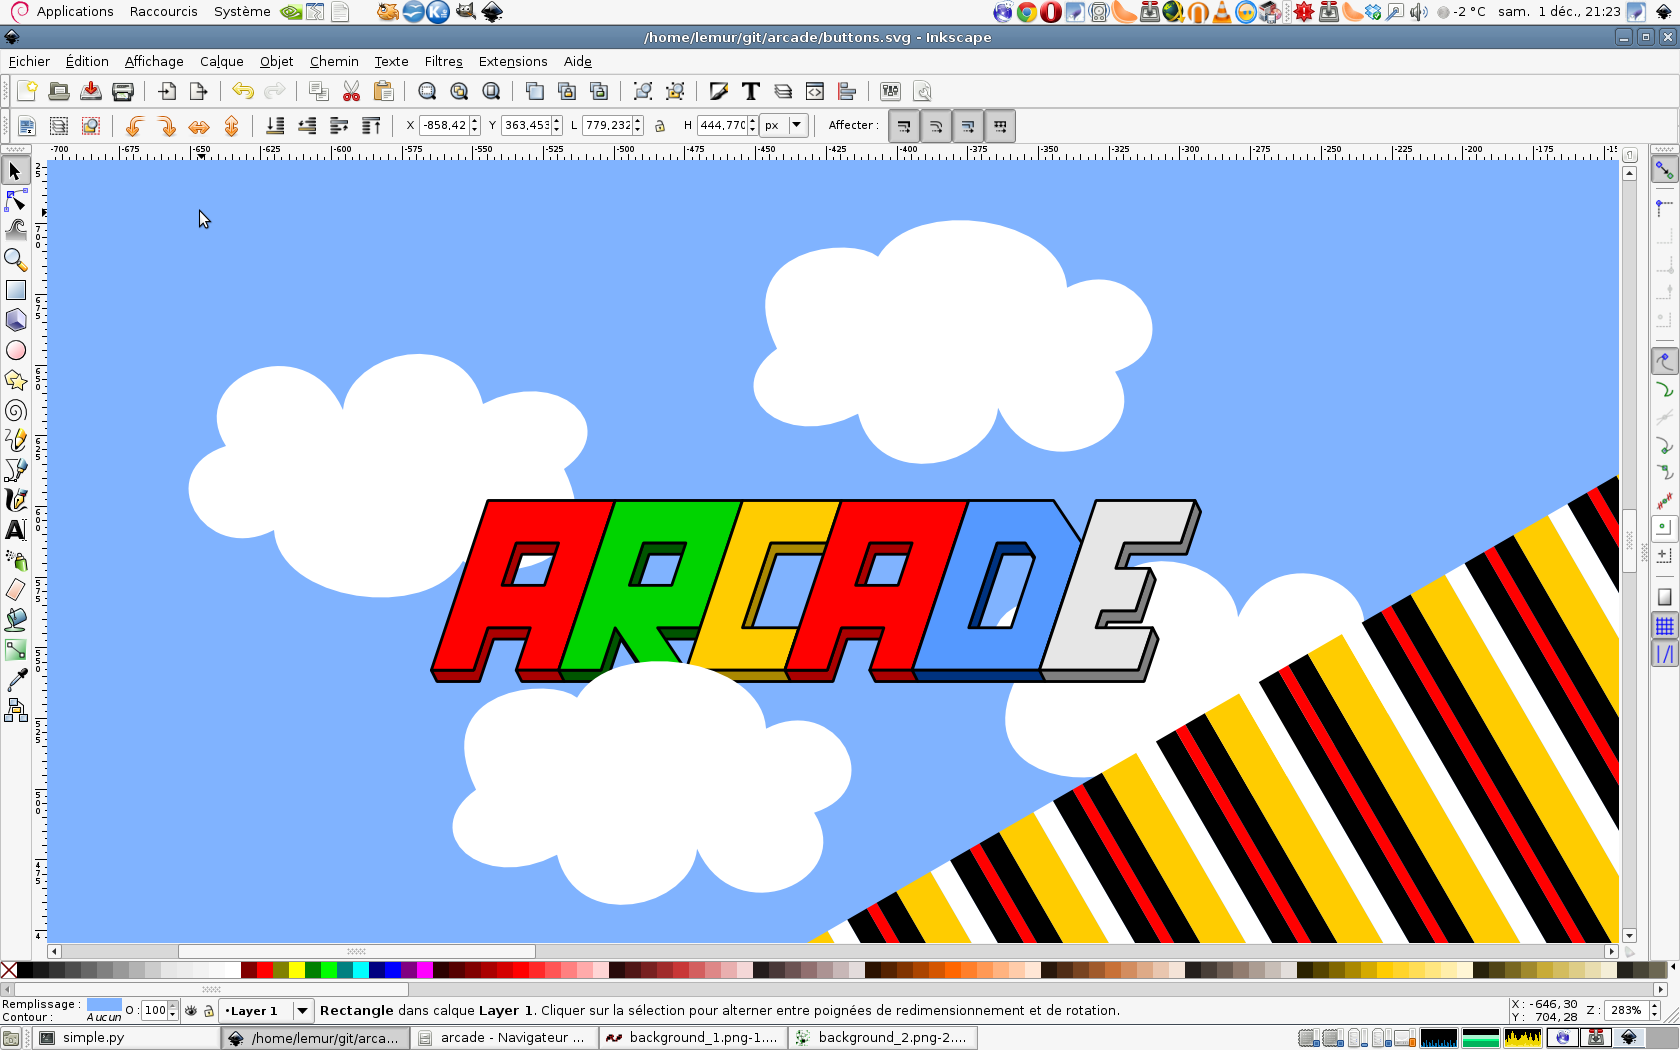 Applications Raccourcis Système -2 °C sam. 1 déc., 21:23
/home/lemur/git/arcade/buttons.svg - Inkscape
Fichier Édition Affichage Calque Objet Chemin Texte Filtres Extensions Aide
X -858,42 Y 363,453 L 779,232 H 444,770 px Affecter :
-700 -675 -650 -625 -600 -575 -550 -525 -500 -475 -450 -425 -400 -375 -350 -325 -300 -275 -250 -225 -200 -175
ARCADE
Remplissage : O : 100 •Layer 1 Rectangle dans calque Layer 1. Cliquer sur la sélection pour alterner entre poignées de redimensionnement et de rotation. X : -646,30 Z : 283%
Contour : Aucun Y : 704,28
simple.py /home/lemur/git/arca... arcade - Navigateur ... background_1.png-1.... background_2.png-2....